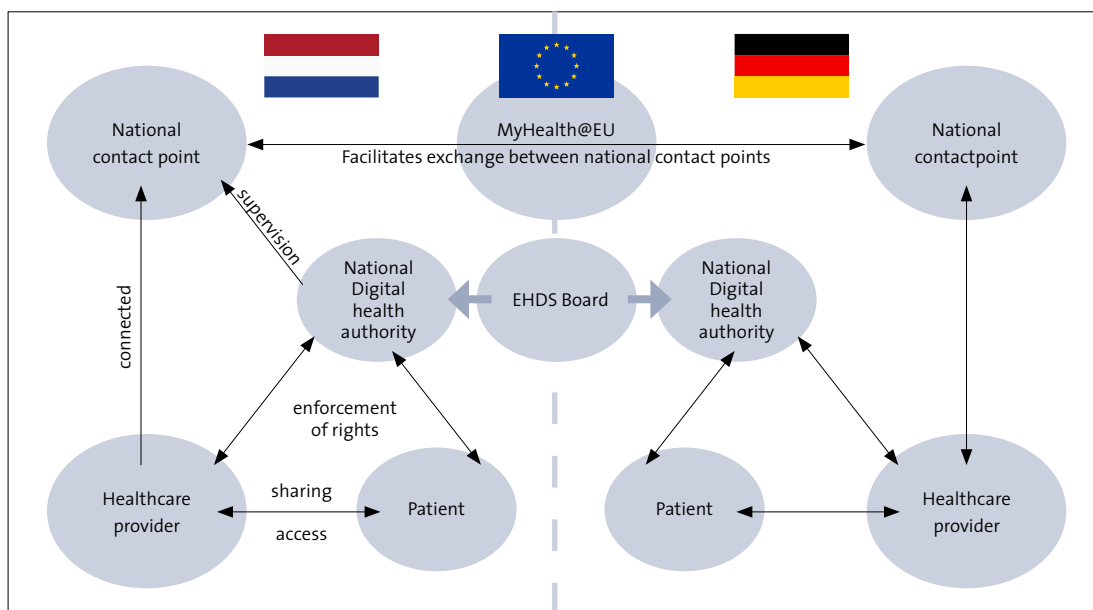 MyHealth@EU
Facilitates exchange between national contact points
National
contact point
National
contactpoint
supervision
connected
National
Digital
health
authority
EHDS Board
National
Digital
health
authority
enforcement
of rights
Healthcare
provider
sharing
access
Patient
Patient
Healthcare
provider